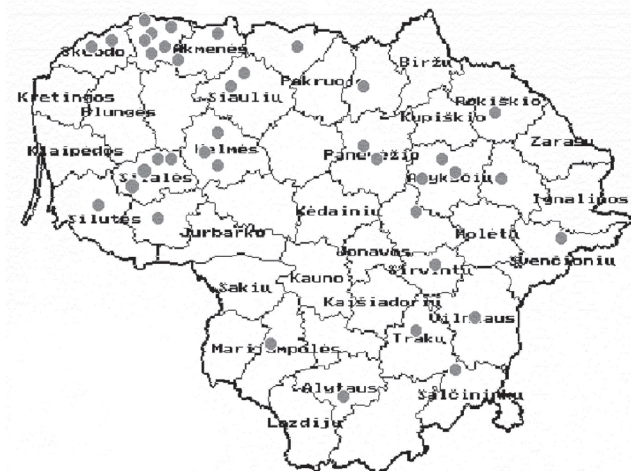 Skuodo
Akmenės
Biržų
Pakruojo
Kretingos
Šiaulių
Rokiškio
Plungės
Kupiškio
Zarasų
Klaipėdos
Kelmės
Panevėžio
Šilalės
Anykščių
Ignalinos
Šilutės
Kėdainių
Jurbarko
Molėtų
Jonavos
Švenčionių
Širvintų
Kauno
Šakių
Kaišiadorių
Vilniaus
Trakų
Marijampolės
Alytaus
Šalčininkų
Lazdijų